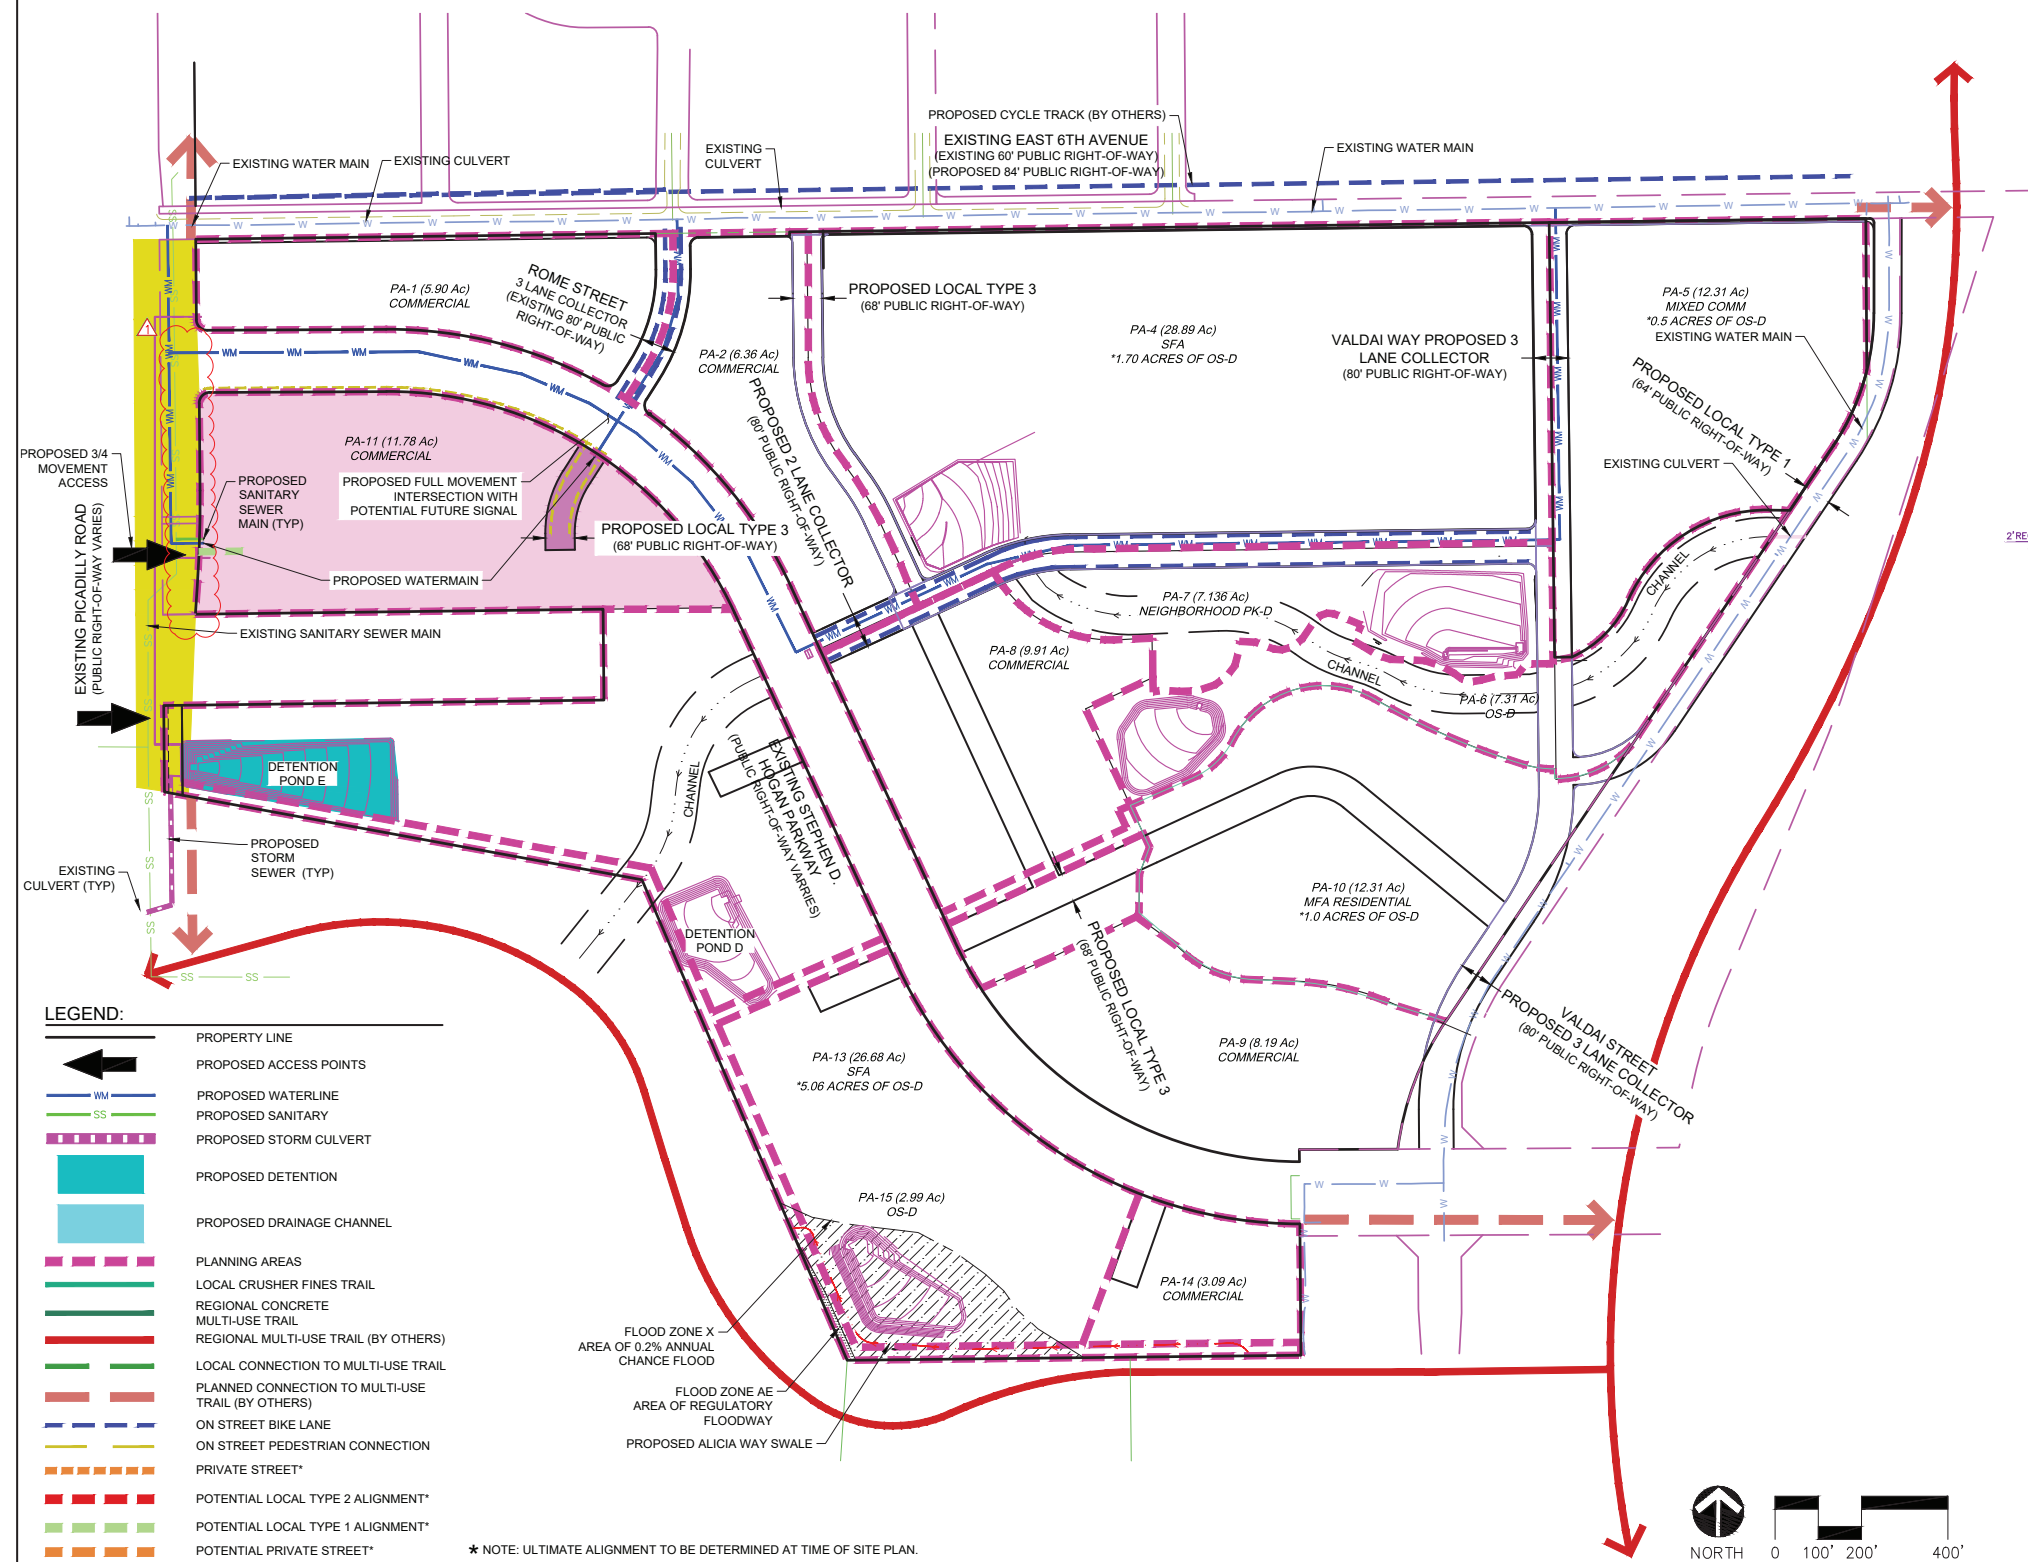 PROPOSED CYCLE TRACK (BY OTHERS)
EXISTING EAST 6TH AVENUE
(EXISTING 60' PUBLIC RIGHT-OF-WAY)
(PROPOSED 84' PUBLIC RIGHT-OF-WAY)
EXISTING WATER MAIN
EXISTING CULVERT
EXISTING
CULVERT
EXISTING WATER MAIN
PA-1 (5.90 Ac)
COMMERCIAL
ROME STREET
3 LANE COLLECTOR
(EXISTING 80' PUBLIC
RIGHT-OF-WAY)
PROPOSED LOCAL TYPE 3
(68' PUBLIC RIGHT-OF-WAY)
PA-2 (6.36 Ac)
COMMERCIAL
PA-4 (28.89 Ac)
SFA
*1.70 ACRES OF OS-D
VALDAI WAY PROPOSED 3
LANE COLLECTOR
(80' PUBLIC RIGHT-OF-WAY)
PA-5 (12.31 Ac)
MIXED COMM
*0.5 ACRES OF OS-D
EXISTING WATER MAIN
PROPOSED LOCAL TYPE 1
(64' PUBLIC RIGHT-OF-WAY)
EXISTING CULVERT
PROPOSED 2 LANE COLLECTOR
(80' PUBLIC RIGHT-OF-WAY)
PROPOSED 3/4
MOVEMENT
ACCESS
EXISTING PICADILLY ROAD
(PUBLIC RIGHT-OF-WAY VARIES)
PA-11 (11.78 Ac)
COMMERCIAL
PROPOSED
SANITARY
SEWER
MAIN (TYP)
PROPOSED FULL MOVEMENT
INTERSECTION WITH
POTENTIAL FUTURE SIGNAL
PROPOSED LOCAL TYPE 3
(68' PUBLIC RIGHT-OF-WAY)
PROPOSED WATERMAIN
EXISTING SANITARY SEWER MAIN
2'RE
CHANNEL
PA-7 (7.136 Ac)
NEIGHBORHOOD PK-D
PA-8 (9.91 Ac)
COMMERCIAL
CHANNEL
PA-6 (7.31 Ac)
OS-D
DETENTION
POND E
CHANNEL
EXISTING STEPHEN D.
HOGAN PARKWAY
(PUBLIC RIGHT-OF-WAY VARRIES)
PROPOSED
STORM
SEWER (TYP)
EXISTING
CULVERT (TYP)
DETENTION
POND D
PA-10 (12.31 Ac)
MFA RESIDENTIAL
*1.0 ACRES OF OS-D
PROPOSED LOCAL TYPE 3
(68' PUBLIC RIGHT-OF-WAY)
VALDAI STREET
PROPOSED 3 LANE COLLECTOR
(80' PUBLIC RIGHT-OF-WAY)
PA-9 (8.19 Ac)
COMMERCIAL
PA-13 (26.68 Ac)
SFA
*5.06 ACRES OF OS-D
PA-15 (2.99 Ac)
OS-D
PA-14 (3.09 Ac)
COMMERCIAL
FLOOD ZONE X
AREA OF 0.2% ANNUAL
CHANCE FLOOD
FLOOD ZONE AE
AREA OF REGULATORY
FLOODWAY
PROPOSED ALICIA WAY SWALE
LEGEND:
PROPERTY LINE
PROPOSED ACCESS POINTS
WM PROPOSED WATERLINE
SS PROPOSED SANITARY
PROPOSED STORM CULVERT
PROPOSED DETENTION
PROPOSED DRAINAGE CHANNEL
PLANNING AREAS
LOCAL CRUSHER FINES TRAIL
REGIONAL CONCRETE
MULTI-USE TRAIL
REGIONAL MULTI-USE TRAIL (BY OTHERS)
LOCAL CONNECTION TO MULTI-USE TRAIL
PLANNED CONNECTION TO MULTI-USE
TRAIL (BY OTHERS)
ON STREET BIKE LANE
ON STREET PEDESTRIAN CONNECTION
PRIVATE STREET*
POTENTIAL LOCAL TYPE 2 ALIGNMENT*
POTENTIAL LOCAL TYPE 1 ALIGNMENT*
POTENTIAL PRIVATE STREET*
* NOTE: ULTIMATE ALIGNMENT TO BE DETERMINED AT TIME OF SITE PLAN.
NORTH
0 100' 200' 400'